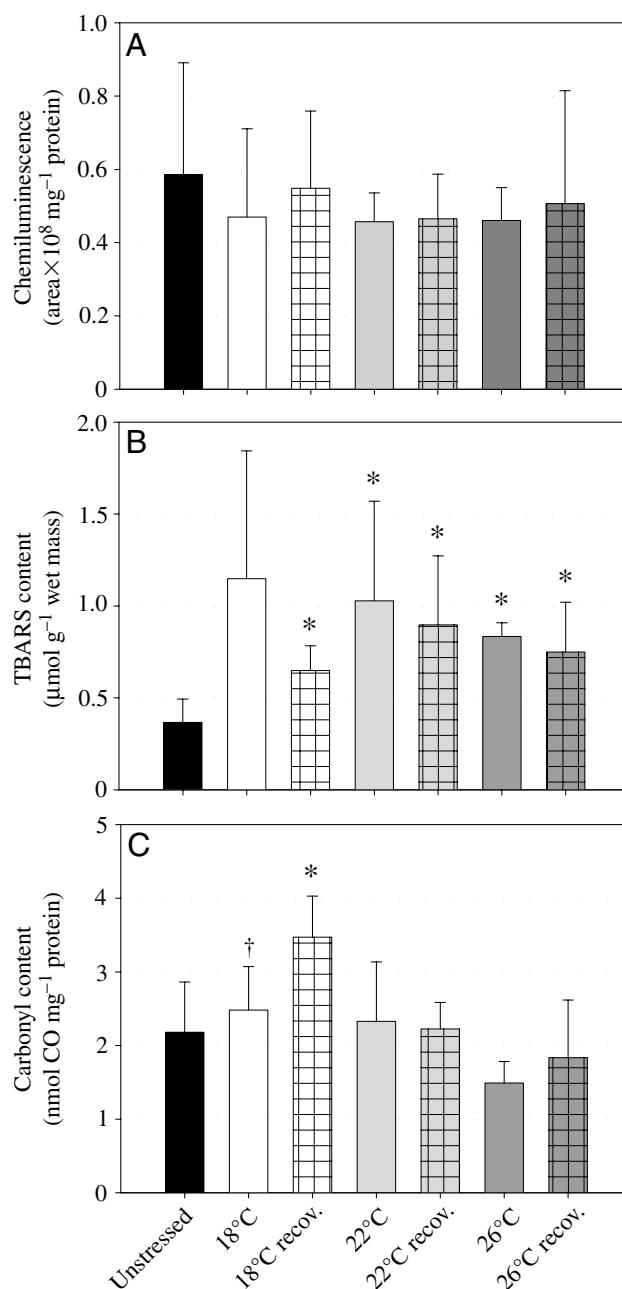 A
Chemiluminescence
(area×10⁸ mg⁻¹ protein)
1.0
0.8
0.6
0.4
0.2
0
B
TBARS content
(µmol g⁻¹ wet mass)
2.0
1.5
1.0
0.5
0
*
*
*
*
*
C
Carbonyl content
(nmol CO mg⁻¹ protein)
5
4
3
2
1
0
†
*
Unstressed
18°C
18°C recov.
22°C
22°C recov.
26°C
26°C recov.